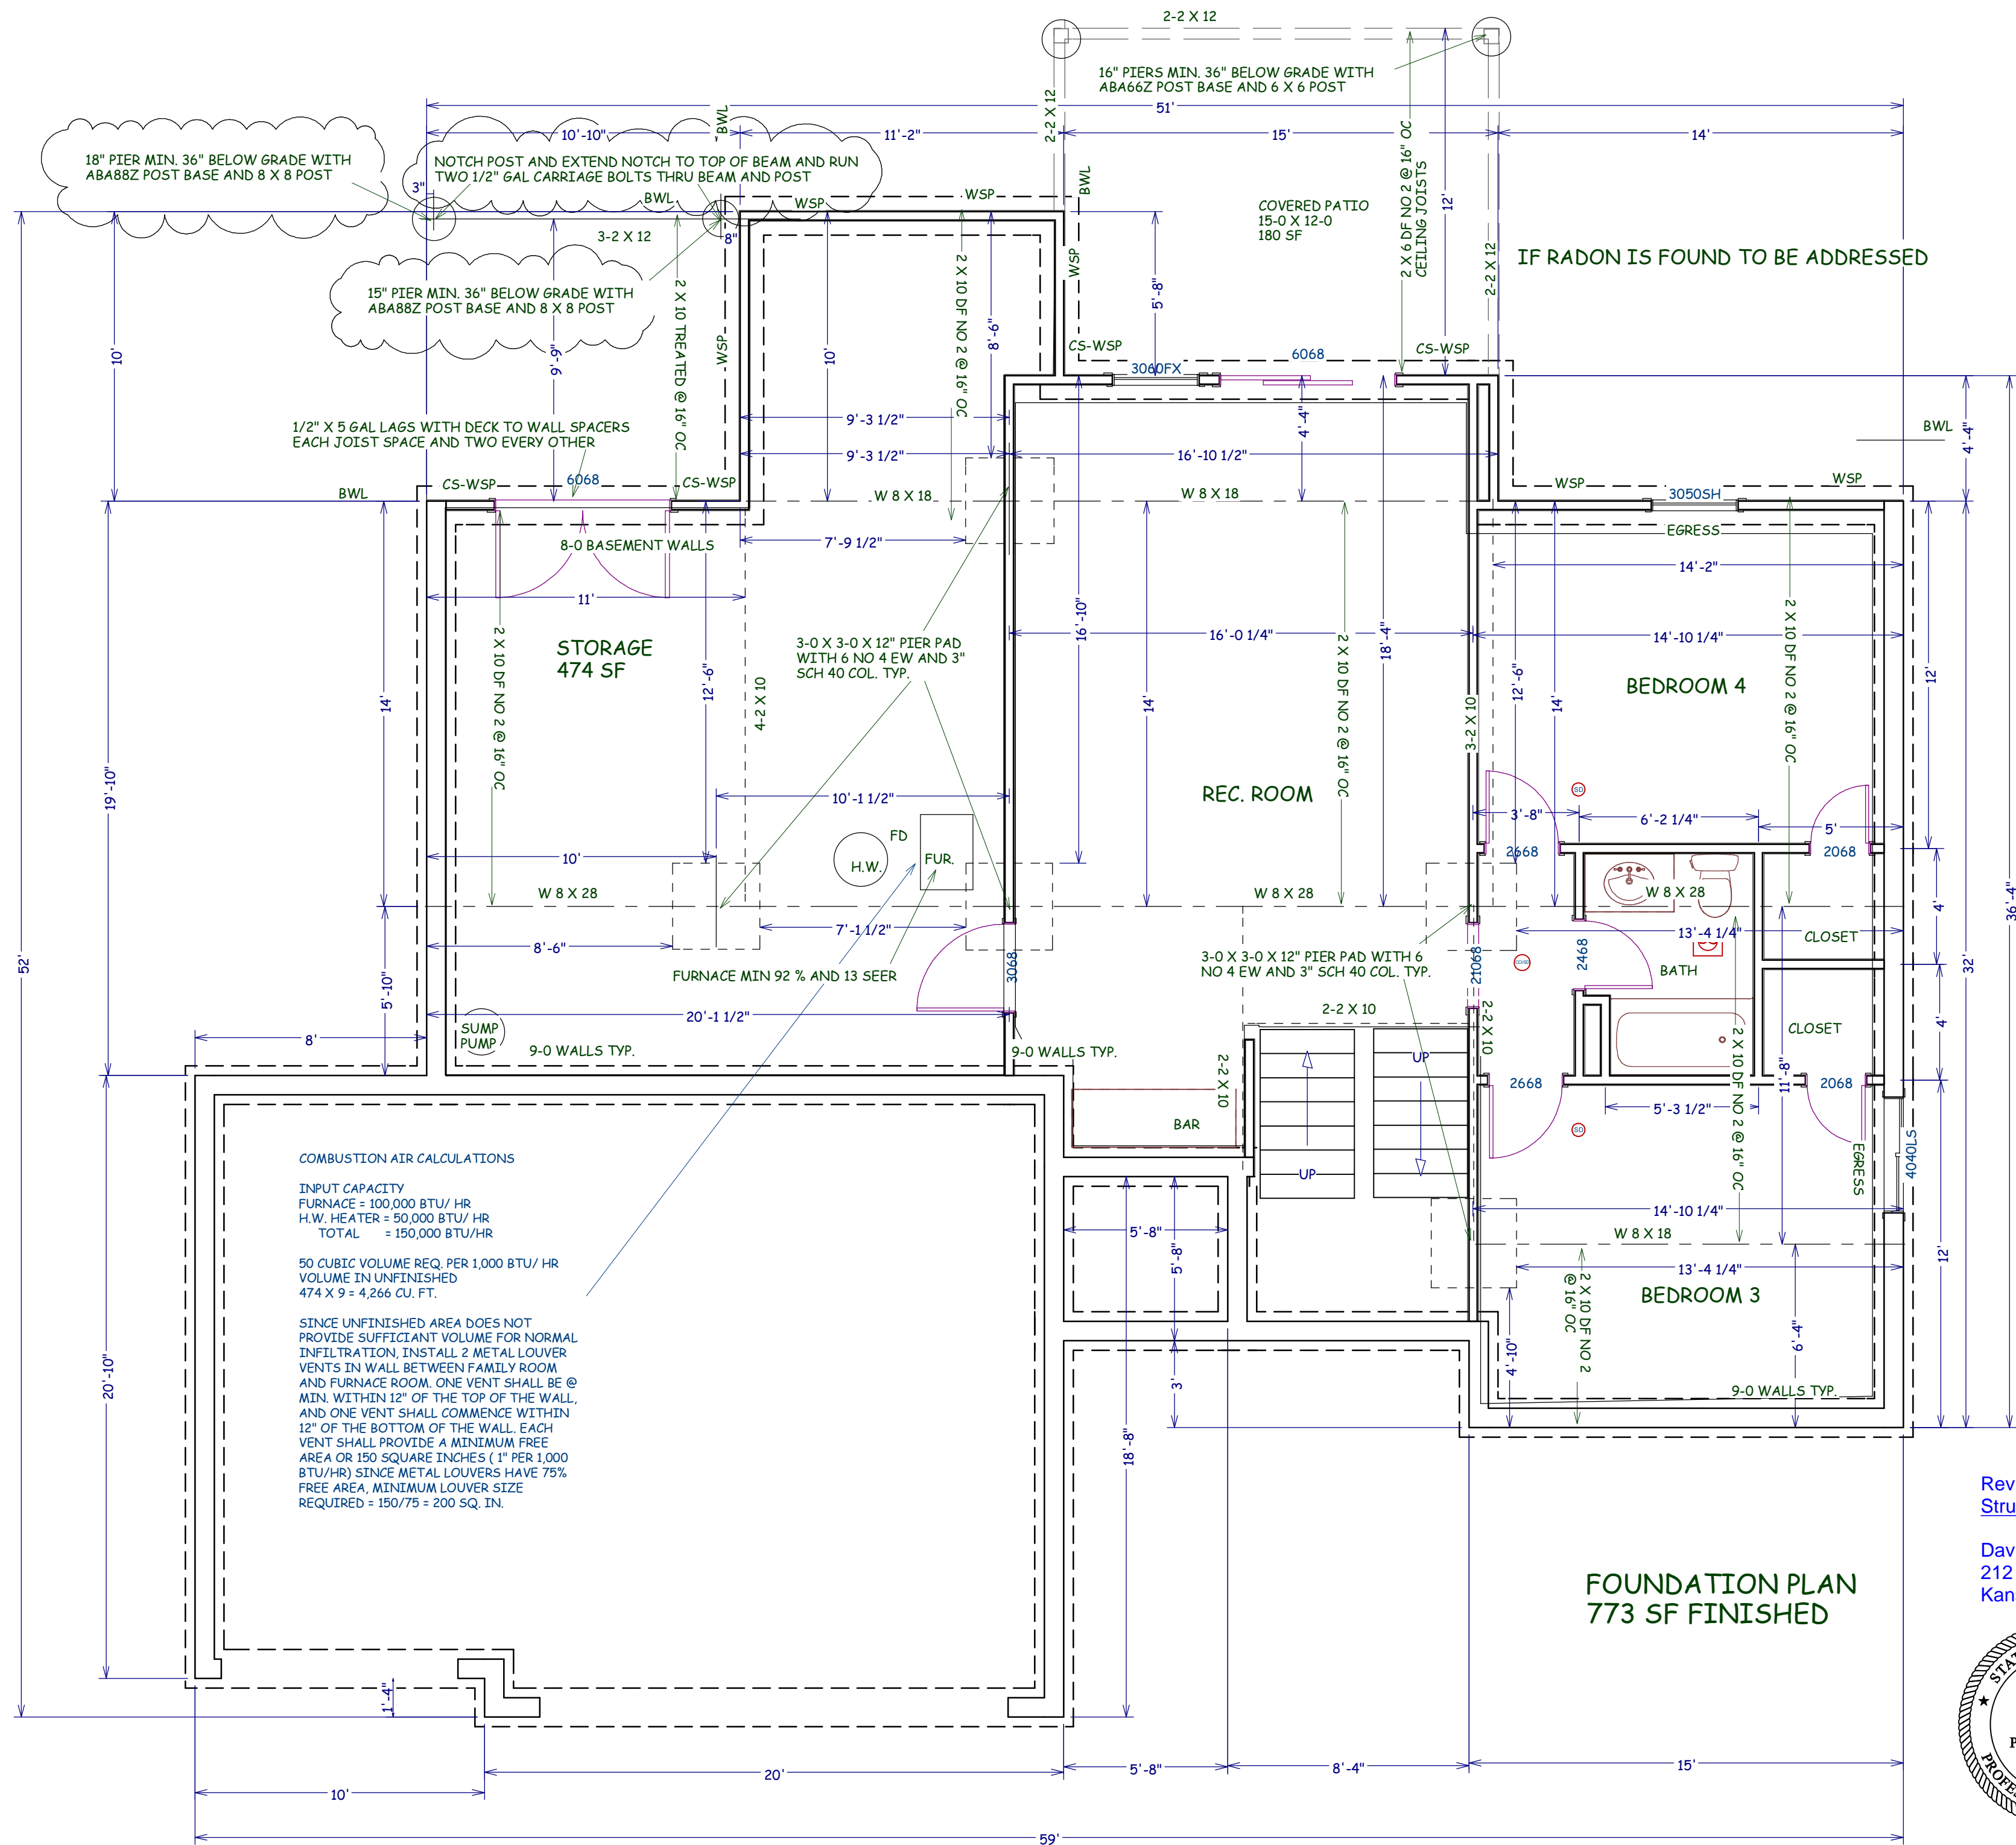 2-2 X 12
16" PIERS MIN. 36" BELOW GRADE WITH
ABA66Z POST BASE AND 6 X 6 POST
51'
10'-10"
BWL
11'-2"
2-2 X 12
15'
14'
18" PIER MIN. 36" BELOW GRADE WITH
ABA88Z POST BASE AND 8 X 8 POST
NOTCH POST AND EXTEND NOTCH TO TOP OF BEAM AND RUN
TWO 1/2" GAL CARRIAGE BOLTS THRU BEAM AND POST
3"
BWL
WSP
WSP
BWL
3-2 X 12
8"
COVERED PATIO
15-0 X 12-0
180 SF
2 X 6 DF NO 2 @ 16" OC
CEILING JOISTS
12'
2-2 X 12
IF RADON IS FOUND TO BE ADDRESSED
15" PIER MIN. 36" BELOW GRADE WITH
ABA88Z POST BASE AND 8 X 8 POST
2 X 10 TREATED @ 16" OC
WSP
2 X 10 DF NO 2 @ 16" OC
8'-6"
WSP
5'-8"
10'
9'-9"
10'
CS-WSP
3060FX
6068
CS-WSP
4'-4"
4'-4"
BWL
1/2" X 5 GAL LAGS WITH DECK TO WALL SPACERS
EACH JOIST SPACE AND TWO EVERY OTHER
9'-3 1/2"
9'-3 1/2"
16'-10 1/2"
BWL
CS-WSP
6068
CS-WSP
W 8 X 18
W 8 X 18
WSP
3050SH
WSP
EGRESS
8-0 BASEMENT WALLS
7'-9 1/2"
14'-2"
11'
STORAGE
474 SF
2 X 10 DF NO 2 @ 16" OC
14'
12'-6"
4-2 X 10
3-0 X 3-0 X 12" PIER PAD
WITH 6 NO 4 EW AND 3"
SCH 40 COL. TYP.
16'-10"
16'-0 1/4"
14'
2 X 10 DF NO 2 @ 16" OC
18'-4"
3-2 X 10
12'-6"
14'
14'-10 1/4"
2 X 10 DF NO 2 @ 16" OC
12'
BEDROOM 4
19'-10"
REC. ROOM
10'-1 1/2"
SD
3'-8"
6'-2 1/4"
5'
FD
H.W.
FUR.
10'
2668
2068
W 8 X 28
W 8 X 28
W 8 X 28
4'
36'-4"
7'-1 1/2"
8'-6"
13'-4 1/4"
CLOSET
52'
FURNACE MIN 92 % AND 13 SEER
3068
3-0 X 3-0 X 12" PIER PAD WITH 6
NO 4 EW AND 3" SCH 40 COL. TYP.
21068
2468
BATH
32'
5'-10"
20'-1 1/2"
2-2 X 10
2-2 X 10
CLOSET
4'
SUMP
PUMP
8'
9-0 WALLS TYP.
9-0 WALLS TYP.
2-2 X 10
UP
2 X 10 DF NO 2 @ 16" OC
11'-8"
2668
2068
5'-3 1/2"
BAR
SD
UP
EGRESS
4040LS
COMBUSTION AIR CALCULATIONS
INPUT CAPACITY
FURNACE = 100,000 BTU/ HR
H.W. HEATER = 50,000 BTU/ HR
TOTAL = 150,000 BTU/HR
50 CUBIC VOLUME REQ. PER 1,000 BTU/ HR
VOLUME IN UNFINISHED
474 X 9 = 4,266 CU. FT.
SINCE UNFINISHED AREA DOES NOT
PROVIDE SUFFICIANT VOLUME FOR NORMAL
INFILTRATION, INSTALL 2 METAL LOUVER
VENTS IN WALL BETWEEN FAMILY ROOM
AND FURNACE ROOM. ONE VENT SHALL BE @
MIN. WITHIN 12" OF THE TOP OF THE WALL,
AND ONE VENT SHALL COMMENCE WITHIN
12" OF THE BOTTOM OF THE WALL. EACH
VENT SHALL PROVIDE A MINIMUM FREE
AREA OR 150 SQUARE INCHES ( 1" PER 1,000
BTU/HR) SINCE METAL LOUVERS HAVE 75%
FREE AREA, MINIMUM LOUVER SIZE
REQUIRED = 150/75 = 200 SQ. IN.
5'-8"
5'-8"
14'-10 1/4"
W 8 X 18
13'-4 1/4"
12'
2 X 10 DF NO 2
@ 16" OC
BEDROOM 3
6'-4"
4'-10"
3'
9-0 WALLS TYP.
20'-10"
18'-8"
Rev
Stru
Dav
212
Kan
FOUNDATION PLAN
773 SF FINISHED
1'-4"
STAT
PROFE
10'
20'
5'-8"
8'-4"
15'
59'